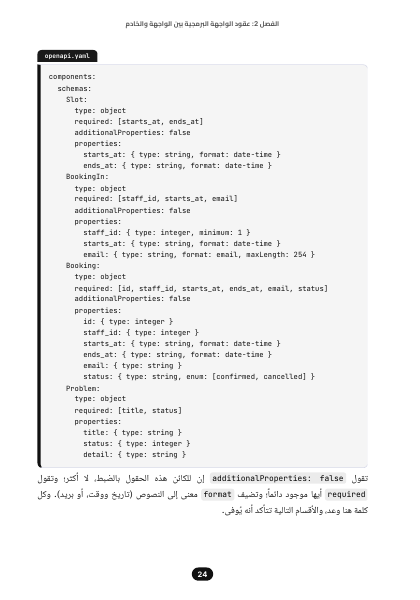 الفصل 2: عقود الواجهة البرمجية بين الواجهة والخادم
openapi.yaml
components:
  schemas:
    Slot:
      type: object
      required: [starts_at, ends_at]
      additionalProperties: false
      properties:
        starts_at: { type: string, format: date-time }
        ends_at: { type: string, format: date-time }
    BookingIn:
      type: object
      required: [staff_id, starts_at, email]
      additionalProperties: false
      properties:
        staff_id: { type: integer, minimum: 1 }
        starts_at: { type: string, format: date-time }
        email: { type: string, format: email, maxLength: 254 }
    Booking:
      type: object
      required: [id, staff_id, starts_at, ends_at, email, status]
      additionalProperties: false
      properties:
        id: { type: integer }
        staff_id: { type: integer }
        starts_at: { type: string, format: date-time }
        ends_at: { type: string, format: date-time }
        email: { type: string }
        status: { type: string, enum: [confirmed, cancelled] }
    Problem:
      type: object
      required: [title, status]
      properties:
        title: { type: string }
        status: { type: integer }
        detail: { type: string }
تقول additionalProperties: false إن للكائن هذه الحقول بالضبط، لا أكثر؛ وتقول
required أيها موجود دائماً؛ وتضيف format معنى إلى النصوص (تاريخ ووقت، أو بريد). وكل
كلمة هنا وعد، والأقسام التالية تتأكد أنه يُوفى.
24